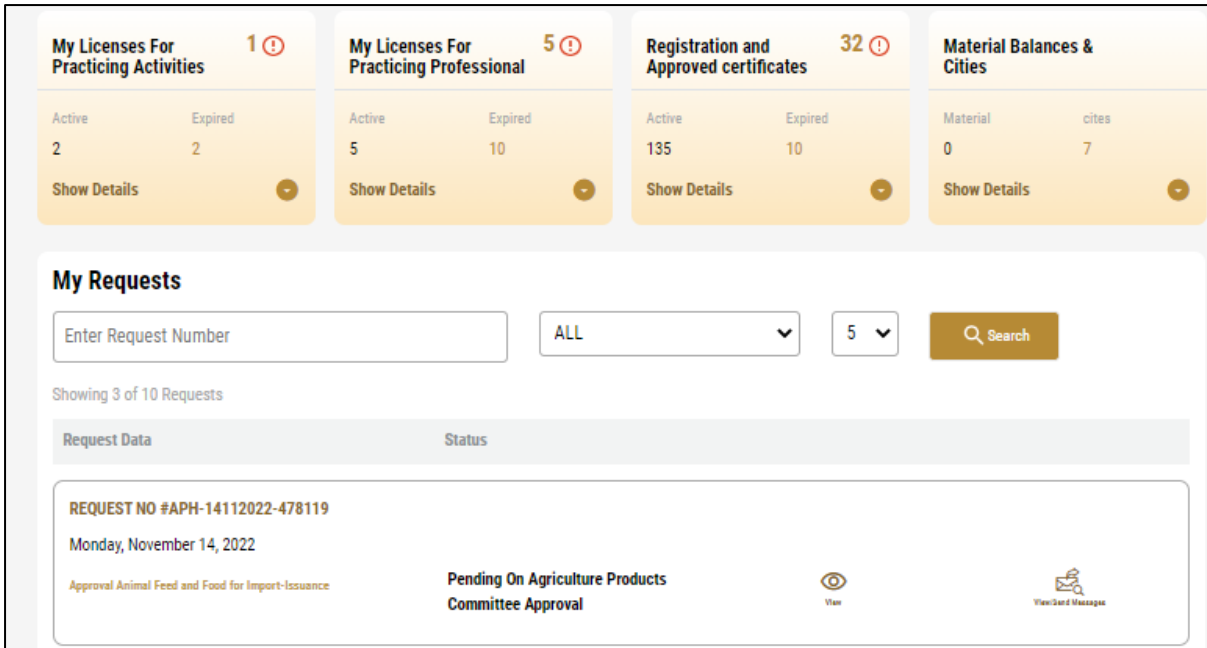 My Licenses For
Practicing Activities
1
My Licenses For
Practicing Professional
5
Registration and
Approved certificates
32
Material Balances &
Cities
Active Expired
2 2
Show Details
Active Expired
5 10
Show Details
Active Expired
135 10
Show Details
Material cites
0 7
Show Details
My Requests
Enter Request Number
ALL
5
Search
Showing 3 of 10 Requests
Request Data Status
REQUEST NO #APH-14112022-478119
Monday, November 14, 2022
Approval Animal Feed and Food for Import-Issuance
Pending On Agriculture Products
Committee Approval
View
View/Send Messages